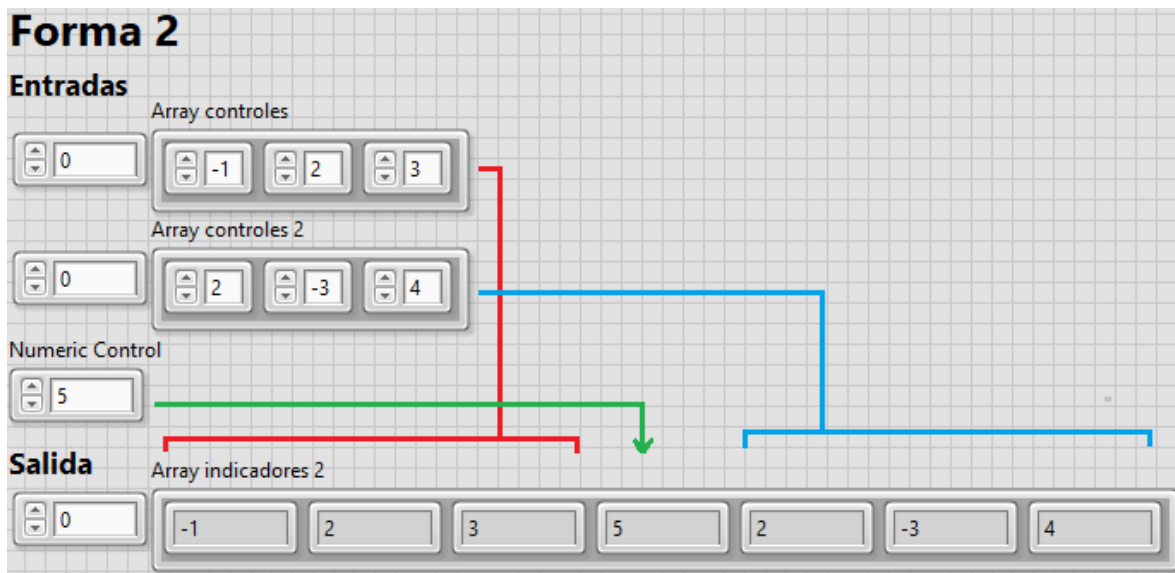 Forma 2
Entradas
Array controles
0 -1 2 3
Array controles 2
0 2 -3 4
Numeric Control
5
Salida Array indicadores 2
0 -1 2 3 5 2 -3 4